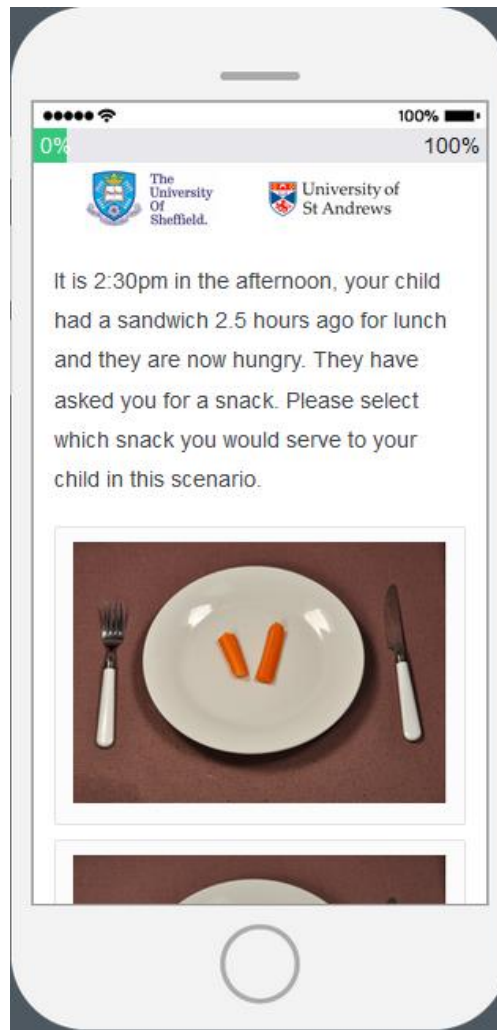 100%
0% 100%
The
University
Of
Sheffield.
University of
St Andrews
It is 2:30pm in the afternoon, your child
had a sandwich 2.5 hours ago for lunch
and they are now hungry. They have
asked you for a snack. Please select
which snack you would serve to your
child in this scenario.